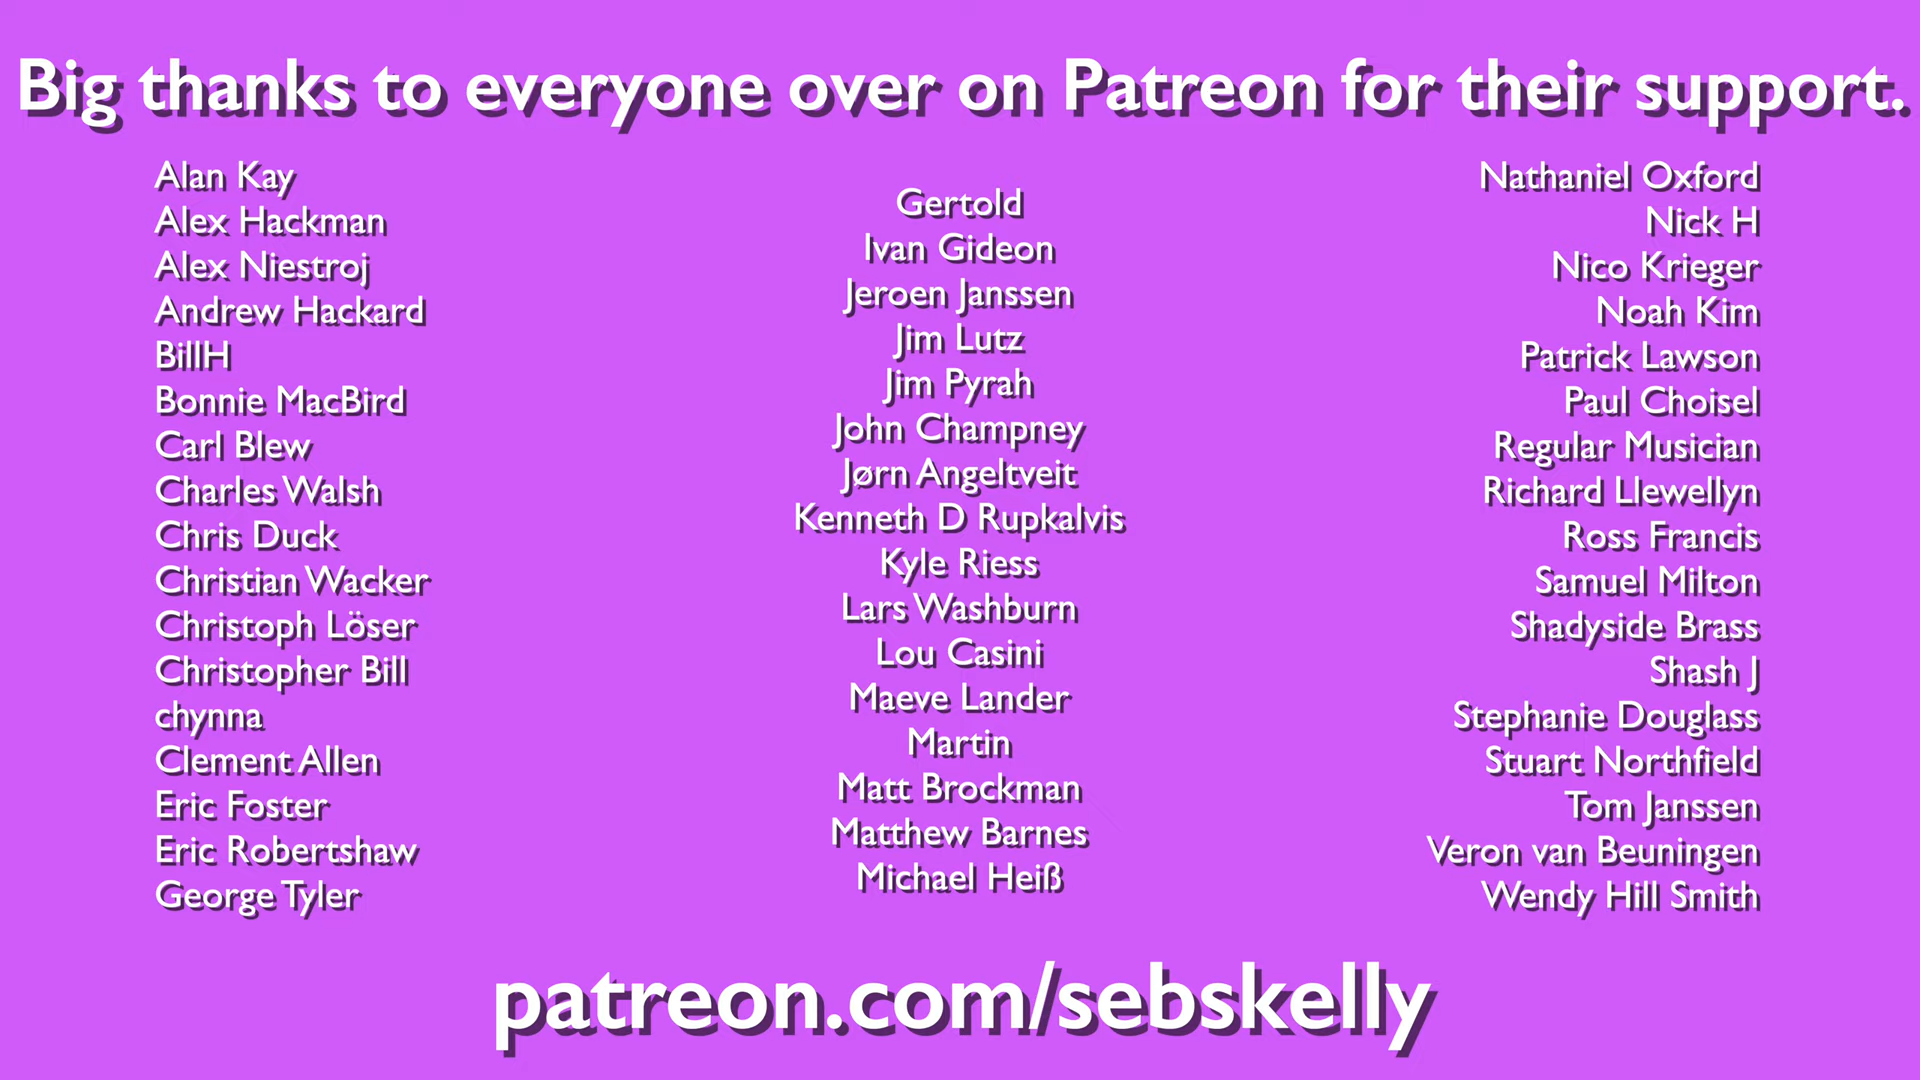 Big thanks to everyone over on Patreon for their support.
Alan Kay
Alex Hackman
Alex Niestroj
Andrew Hackard
BillH
Bonnie MacBird
Carl Blew
Charles Walsh
Chris Duck
Christian Wacker
Christoph Löser
Christopher Bill
chynna
Clement Allen
Eric Foster
Eric Robertshaw
George Tyler
Gertold
Ivan Gideon
Jeroen Janssen
Jim Lutz
Jim Pyrah
John Champney
Jørn Angeltveit
Kenneth D Rupkalvis
Kyle Riess
Lars Washburn
Lou Casini
Maeve Lander
Martin
Matt Brockman
Matthew Barnes
Michael Heiß
Nathaniel Oxford
Nick H
Nico Krieger
Noah Kim
Patrick Lawson
Paul Choisel
Regular Musician
Richard Llewellyn
Ross Francis
Samuel Milton
Shadyside Brass
Shash J
Stephanie Douglass
Stuart Northfield
Tom Janssen
Veron van Beuningen
Wendy Hill Smith
patreon.com/sebskelly